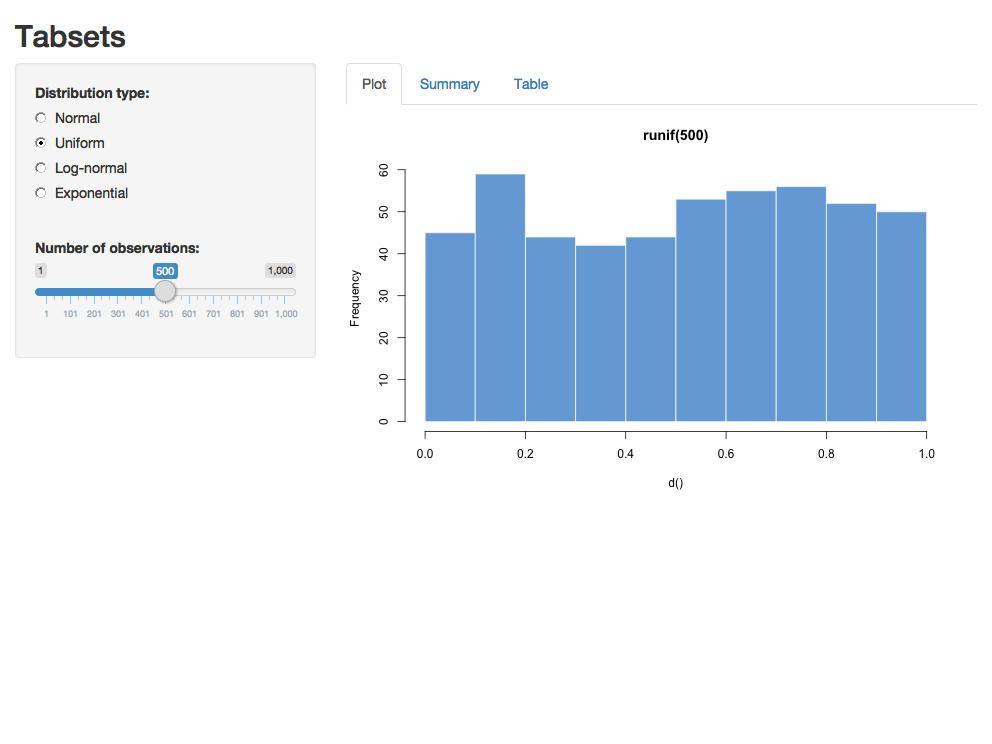 Tabsets
Distribution type:
Normal
Uniform
Log-normal
Exponential
Number of observations:
1 500 1,000
1 101 201 301 401 501 601 701 801 901 1,000
Plot Summary Table
runif(500)
Frequency
60
50
40
30
20
10
0
0.0 0.2 0.4 0.6 0.8 1.0
d()